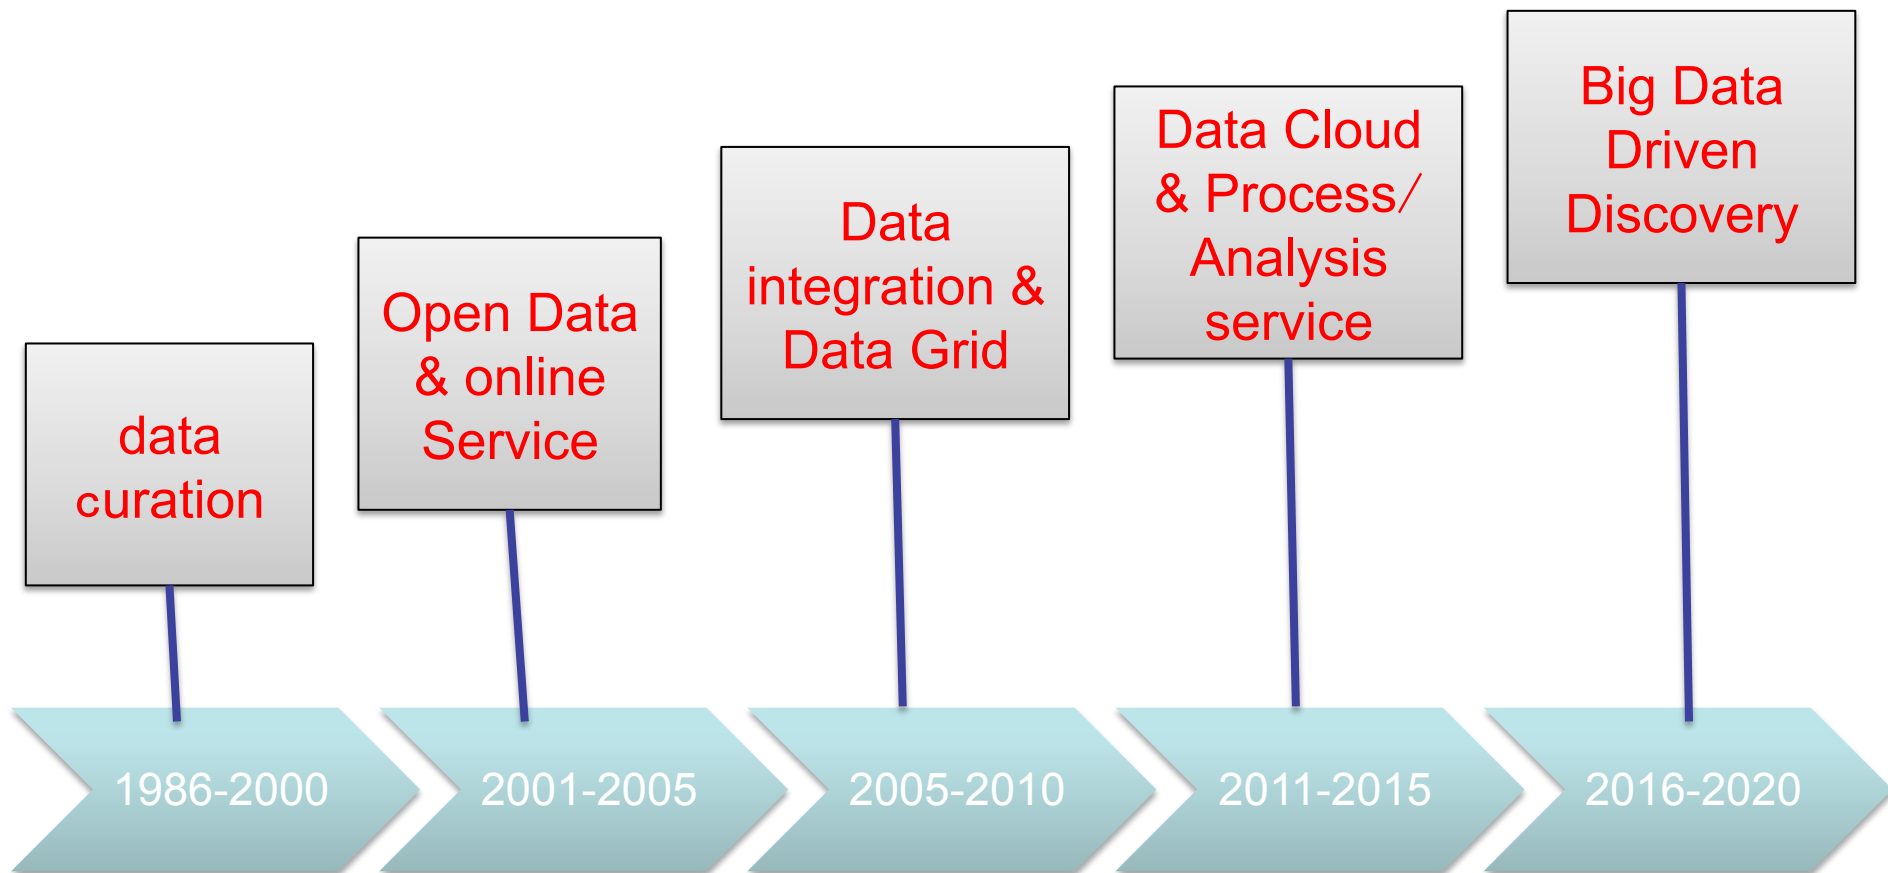 data
curation
Open Data
& online
Service
Data
integration &
Data Grid
Data Cloud
& Process/
Analysis
service
Big Data
Driven
Discovery
1986-2000
2001-2005
2005-2010
2011-2015
2016-2020